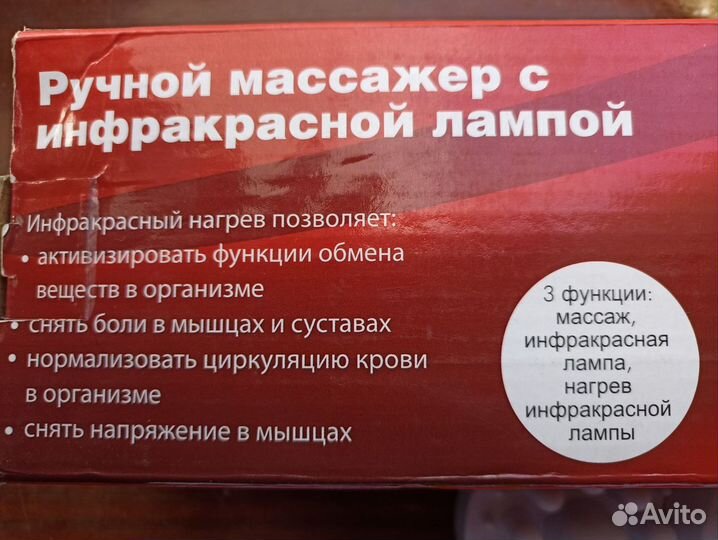 Ручной массажер с
инфракрасной лампой
Инфракрасный нагрев позволяет:
• активизировать функции обмена
веществ в организме
• снять боли в мышцах и суставах
• нормализовать циркуляцию крови
в организме
• снять напряжение в мышцах
3 функции:
массаж,
инфракрасная
лампа,
нагрев
инфракрасной
лампы
Avito